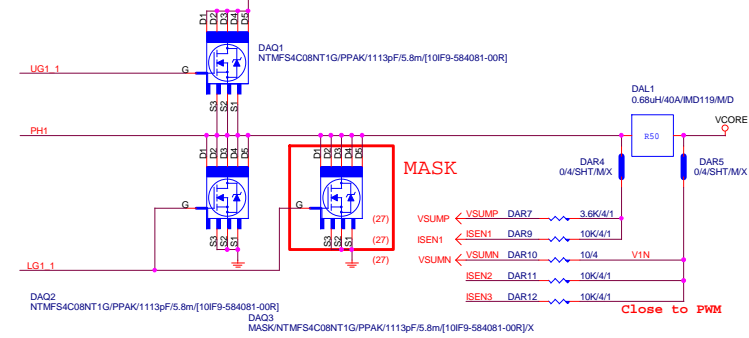 D1 D2 D3 D4 D5
DAQ1
NTMFS4C08NT1G/PPAK/1113pF/5.8m/[10IF9-584081-00R]
UG1_1
G
S3 S2 S1
DAL1
0.68uH/40A/IMD119/M/D
VCORE
PH1
R50
D1 D2 D3 D4 D5
D1 D2 D3 D4 D5
MASK
DAR4
0/4/SHT/M/X
DAR5
0/4/SHT/M/X
G
G
(27)
VSUMP
VSUMP
DAR7
3.6K/4/1
(27)
ISEN1
ISEN1
DAR9
10K/4/1
S3 S2 S1
S3 S2 S1
(27)
VSUMN
VSUMN
DAR10
10/4
V1N
LG1_1
ISEN2
DAR11
10K/4/1
ISEN3
DAR12
10K/4/1
Close to PWM
DAQ2
NTMFS4C08NT1G/PPAK/1113pF/5.8m/[10IF9-584081-00R]
DAQ3
MASK/NTMFS4C08NT1G/PPAK/1113pF/5.8m/[10IF9-584081-00R]/X